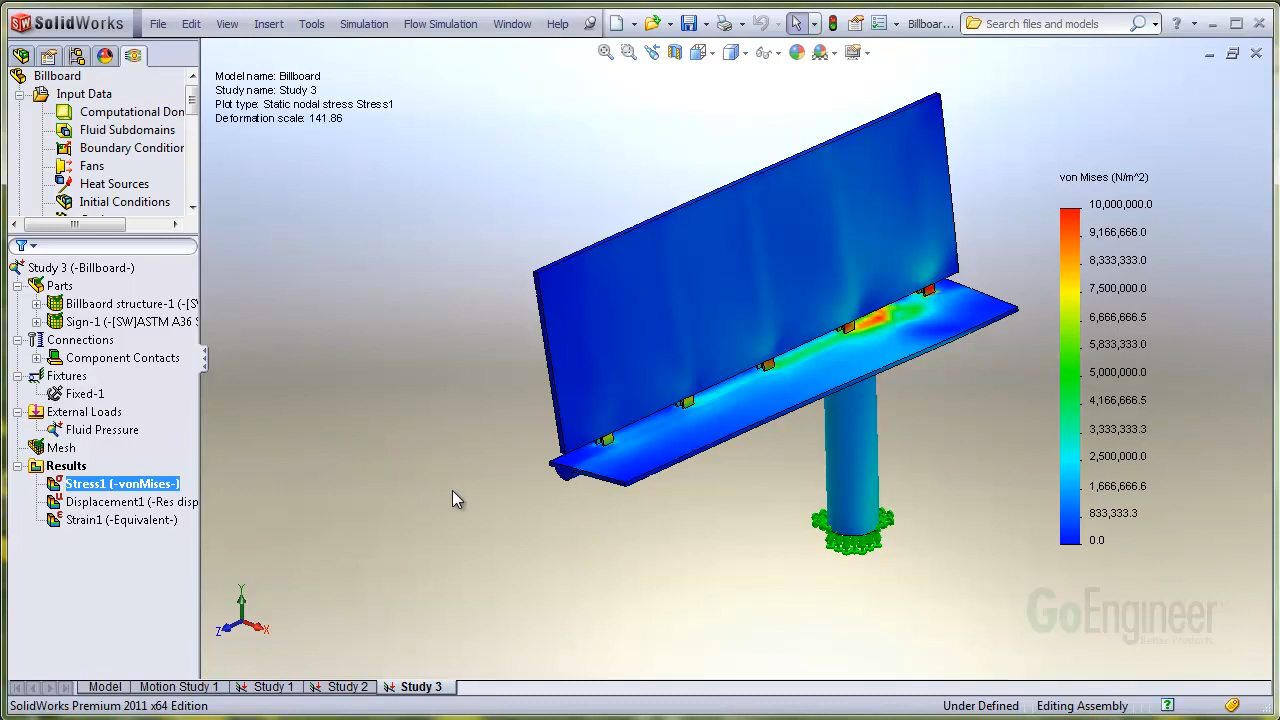 SolidWorks
File Edit View Insert Tools Simulation Flow Simulation Window Help
Billboar...
Search files and models
Billboard
Input Data
Computational Don
Fluid Subdomains
Boundary Condition
Fans
Heat Sources
Initial Conditions
Study 3 (-Billboard-)
Parts
Billbaord structure-1 (-[SW
Sign-1 (-[SW]ASTM A36 S
Connections
Component Contacts
Fixtures
Fixed-1
External Loads
Fluid Pressure
Mesh
Results
Stress1 (-vonMises-)
Displacement1 (-Res disp
Strain1 (-Equivalent-)
Model name: Billboard
Study name: Study 3
Plot type: Static nodal stress Stress1
Deformation scale: 141.86
von Mises (N/m^2)
10,000,000.0
9,166,666.0
8,333,333.0
7,500,000.0
6,666,666.5
5,833,333.0
5,000,000.0
4,166,666.5
3,333,333.3
2,500,000.0
1,666,666.6
833,333.3
0.0
Y
Z X
GoEngineer
Model Motion Study 1 Study 1 Study 2 Study 3
SolidWorks Premium 2011 x64 Edition
Under Defined Editing Assembly